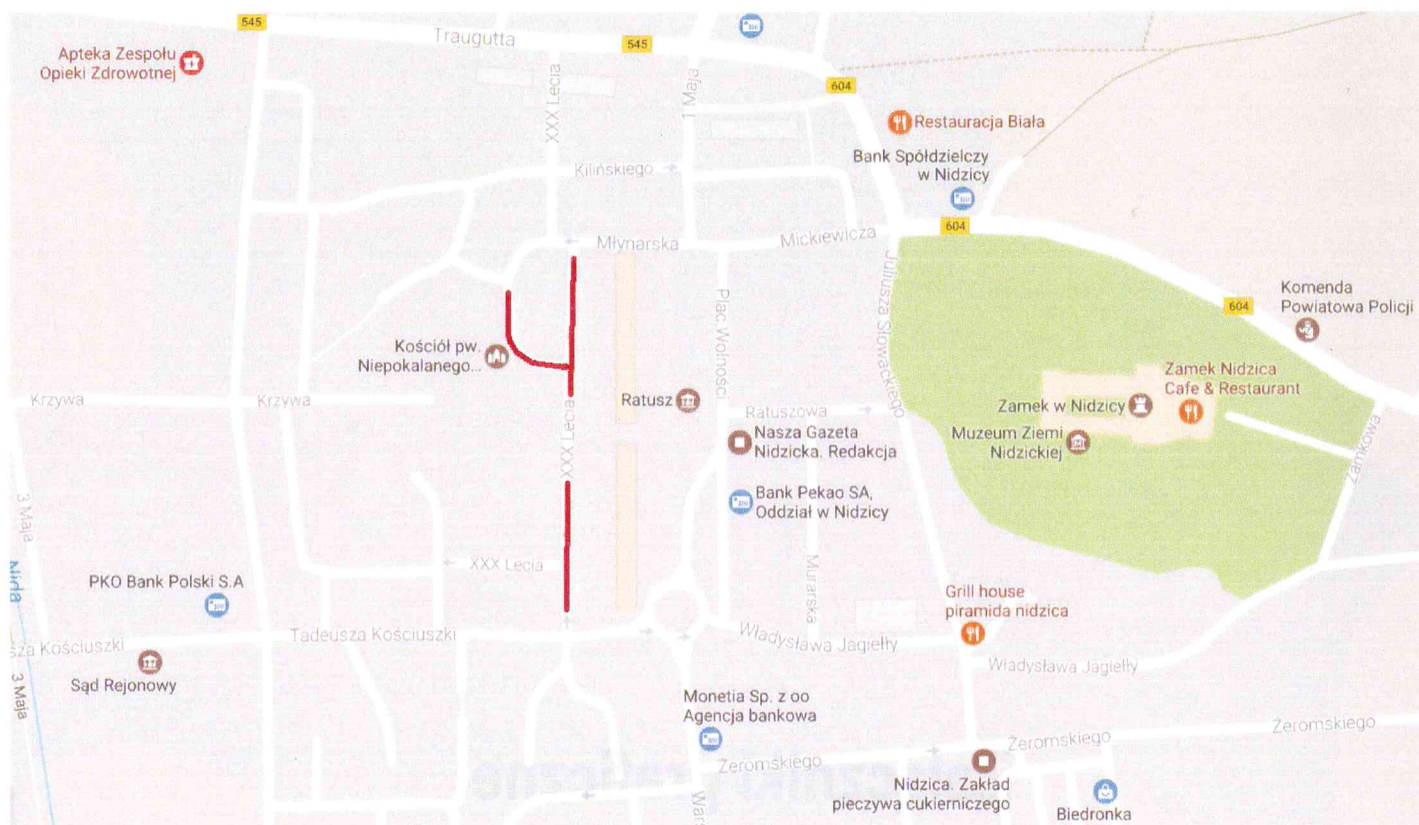 545
Traugutta
545
Apteka Zespołu
Opieki Zdrowotnej
XXX Lecia
1 Maja
604
Restauracja Biała
Bank Spółdzielczy
w Nidzicy
Kilińskiego
604
Młynarska
Mickiewicza
Juliusza Słowackiego
Plac Wolności
604
Komenda
Powiatowa Policji
Kościół pw.
Niepokalanego...
Zamek Nidzica
Cafe & Restaurant
Krzywa
Krzywa
XXX Lecia
Ratusz
Ratuszowa
Zamek w Nidzicy
Nasza Gazeta
Nidzicka. Redakcja
Muzeum Ziemi
Nidzickiej
Zamkowa
3 Maja
Bank Pekao SA,
Oddział w Nidzicy
Nida
XXX Lecia
Murarska
PKO Bank Polski S.A
Grill house
piramida nidzica
sza Kościuszki
Tadeusza Kościuszki
Władysława Jagiełły
Władysława Jagiełły
Sąd Rejonowy
3 Maja
Monetia Sp. z oo
Agencja bankowa
Żeromskiego
Żeromskiego
Żeromskiego
Nidzica. Zakład
pieczywa cukierniczego
Biedronka
War